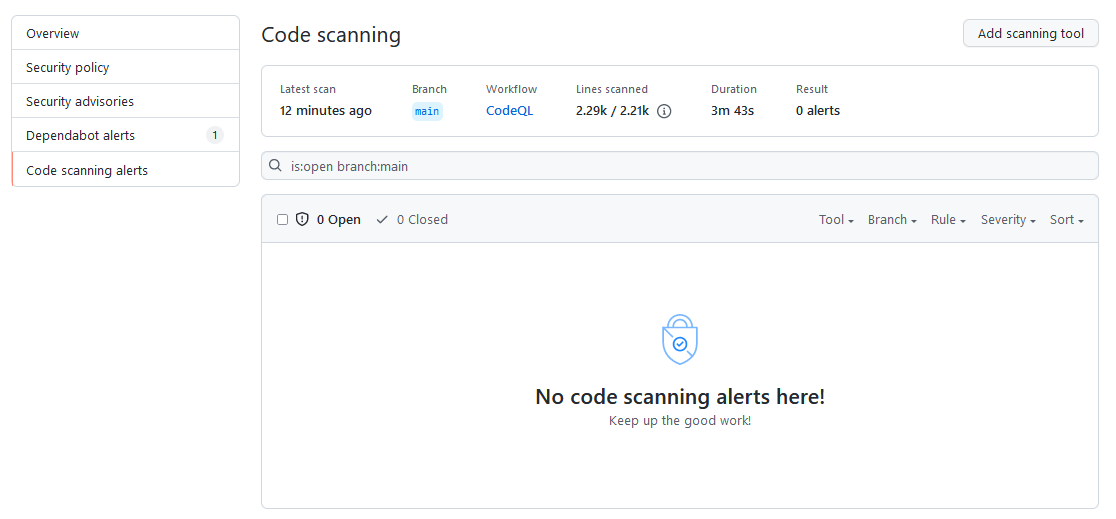 Overview
Security policy
Security advisories
Dependabot alerts 1
Code scanning alerts
Code scanning
Add scanning tool
Latest scan Branch Workflow Lines scanned Duration Result
12 minutes ago main CodeQL 2.29k / 2.21k 3m 43s 0 alerts
is:open branch:main
0 Open 0 Closed Tool Branch Rule Severity Sort
No code scanning alerts here!
Keep up the good work!